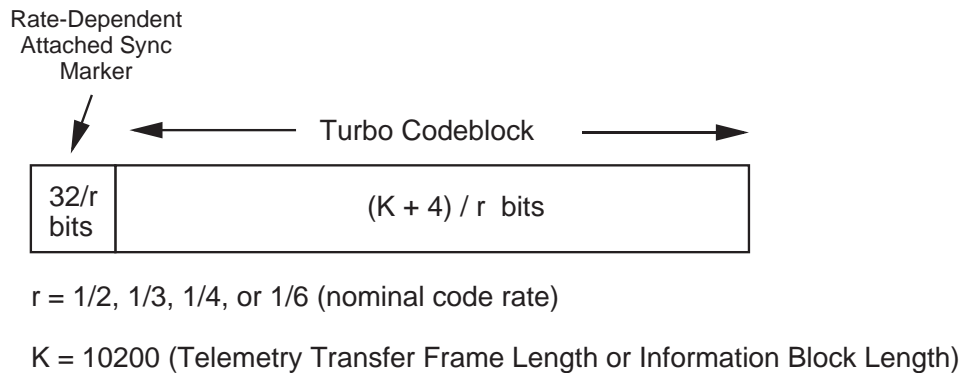 Rate-Dependent
Attached Sync
Marker
Turbo Codeblock
32/r
bits
(K + 4) / r bits
r = 1/2, 1/3, 1/4, or 1/6 (nominal code rate)
K = 10200 (Telemetry Transfer Frame Length or Information Block Length)